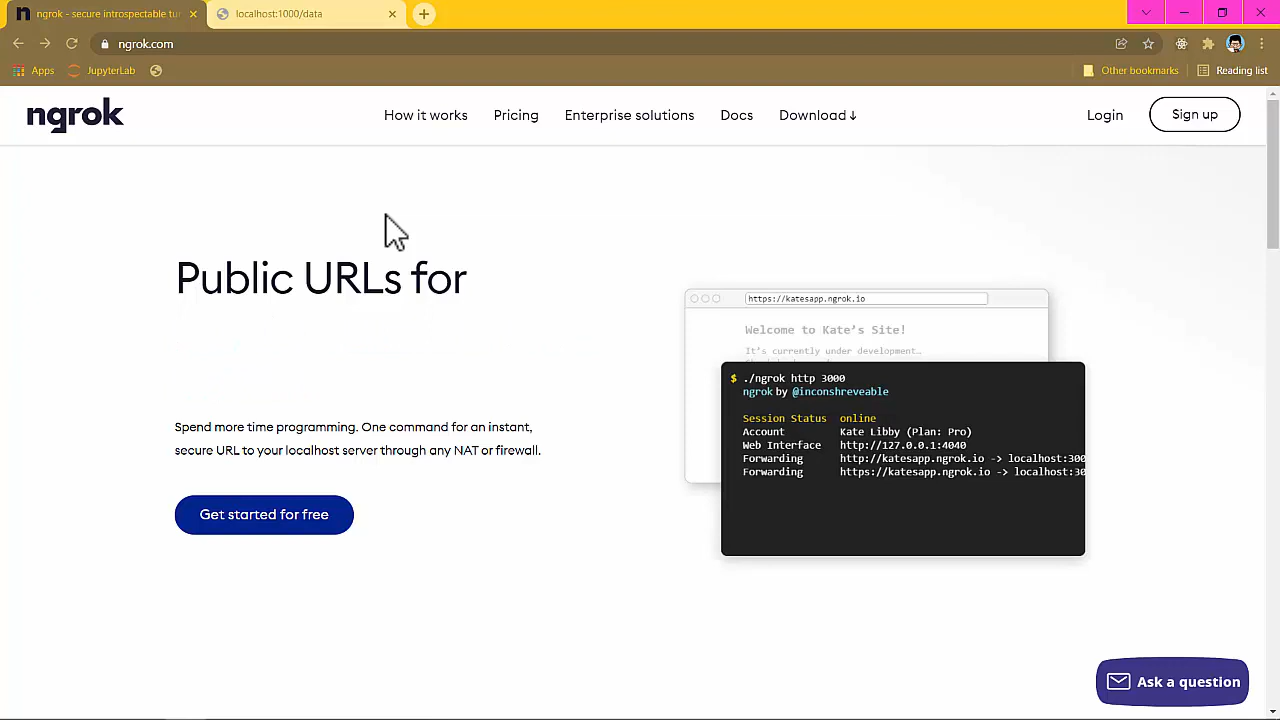 ngrok - secure introspectable tu
localhost:1000/data
ngrok.com
Apps
JupyterLab
Other bookmarks
Reading list
ngrok
How it works
Pricing
Enterprise solutions
Docs
Download ↓
Login
Sign up
Public URLs for
Spend more time programming. One command for an instant,
secure URL to your localhost server through any NAT or firewall.
Get started for free
https://katesapp.ngrok.io
Welcome to Kate's Site!
It's currently under development…
$ ./ngrok http 3000
ngrok by @inconshreveable
Session Status online
Account Kate Libby (Plan: Pro)
Web Interface http://127.0.0.1:4040
Forwarding http://katesapp.ngrok.io -> localhost:300
Forwarding https://katesapp.ngrok.io -> localhost:30
Ask a question